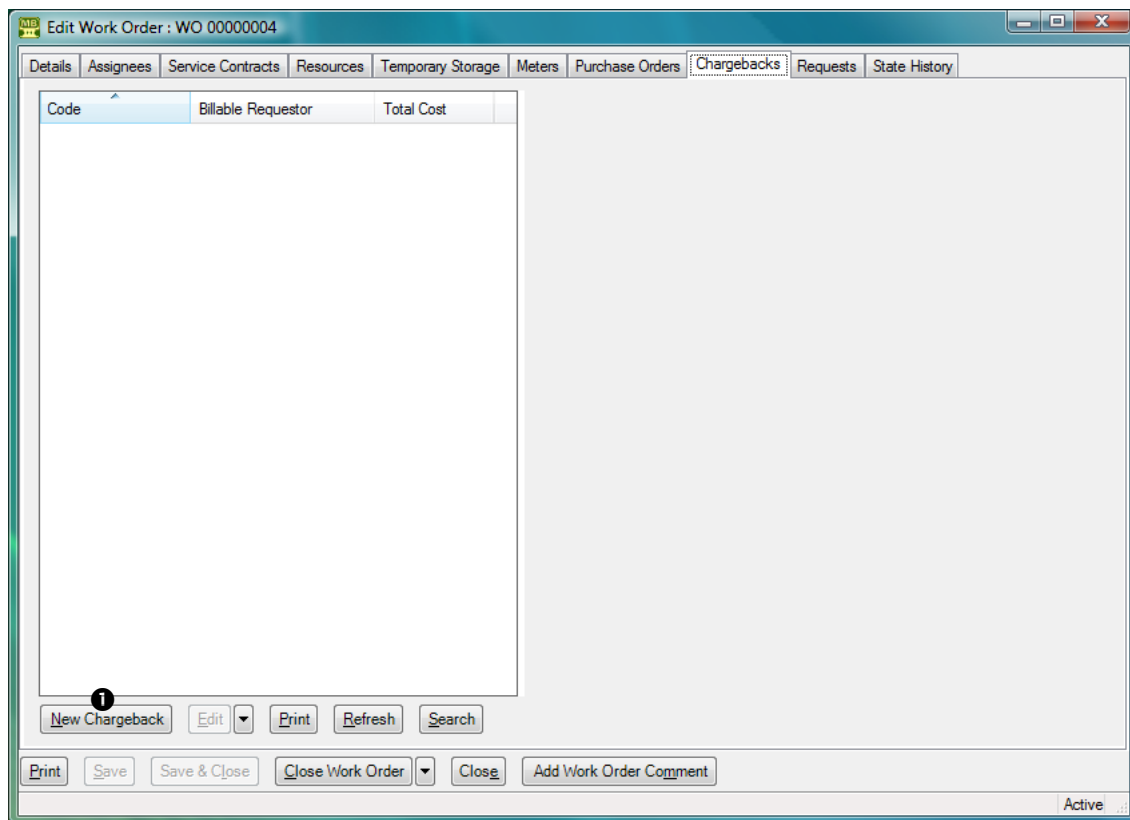 MB
Edit Work Order : WO 00000004
Details Assignees Service Contracts Resources Temporary Storage Meters Purchase Orders Chargebacks Requests State History
Code Billable Requestor Total Cost
1
New Chargeback Edit Print Refresh Search
Print Save Save & Close Close Work Order Close Add Work Order Comment
Active